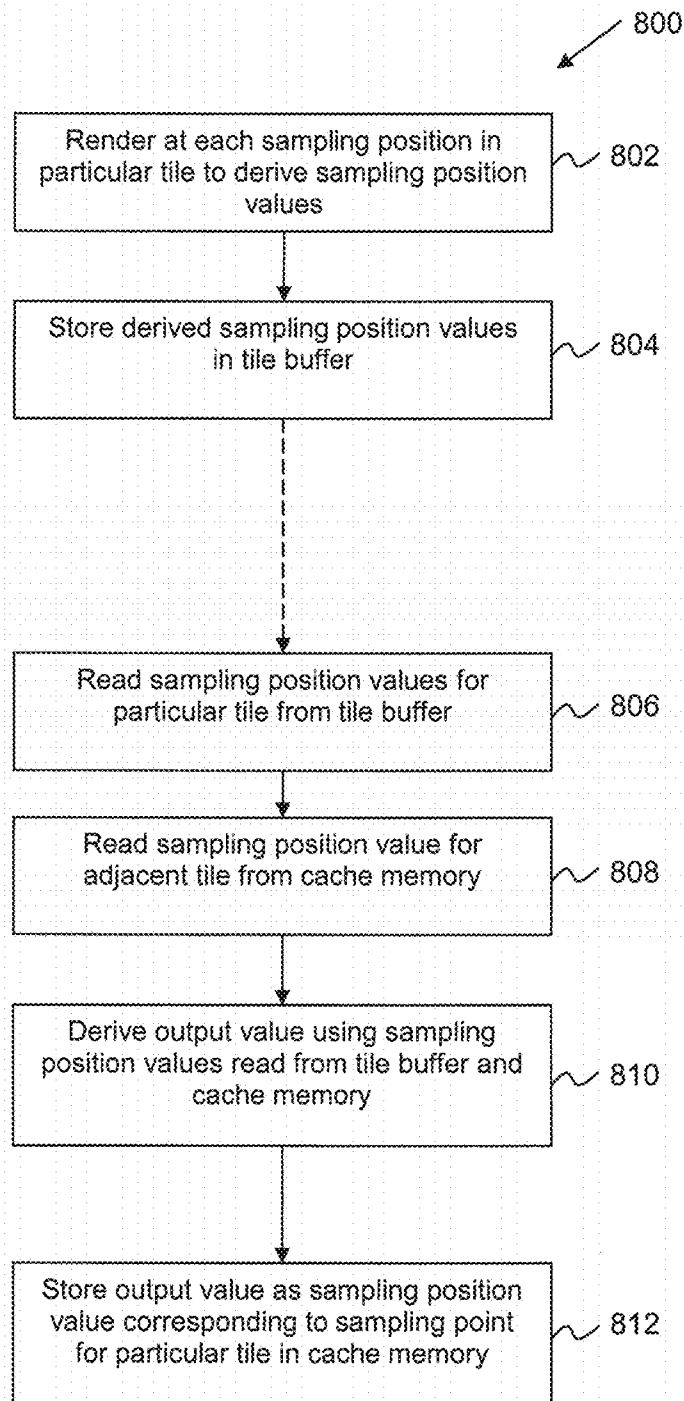 800
Render at each sampling position in
particular tile to derive sampling position
values
802
Store derived sampling position values
in tile buffer
804
Read sampling position values for
particular tile from tile buffer
806
Read sampling position value for
adjacent tile from cache memory
808
Derive output value using sampling
position values read from tile buffer and
cache memory
810
Store output value as sampling position
value corresponding to sampling point
for particular tile in cache memory
812